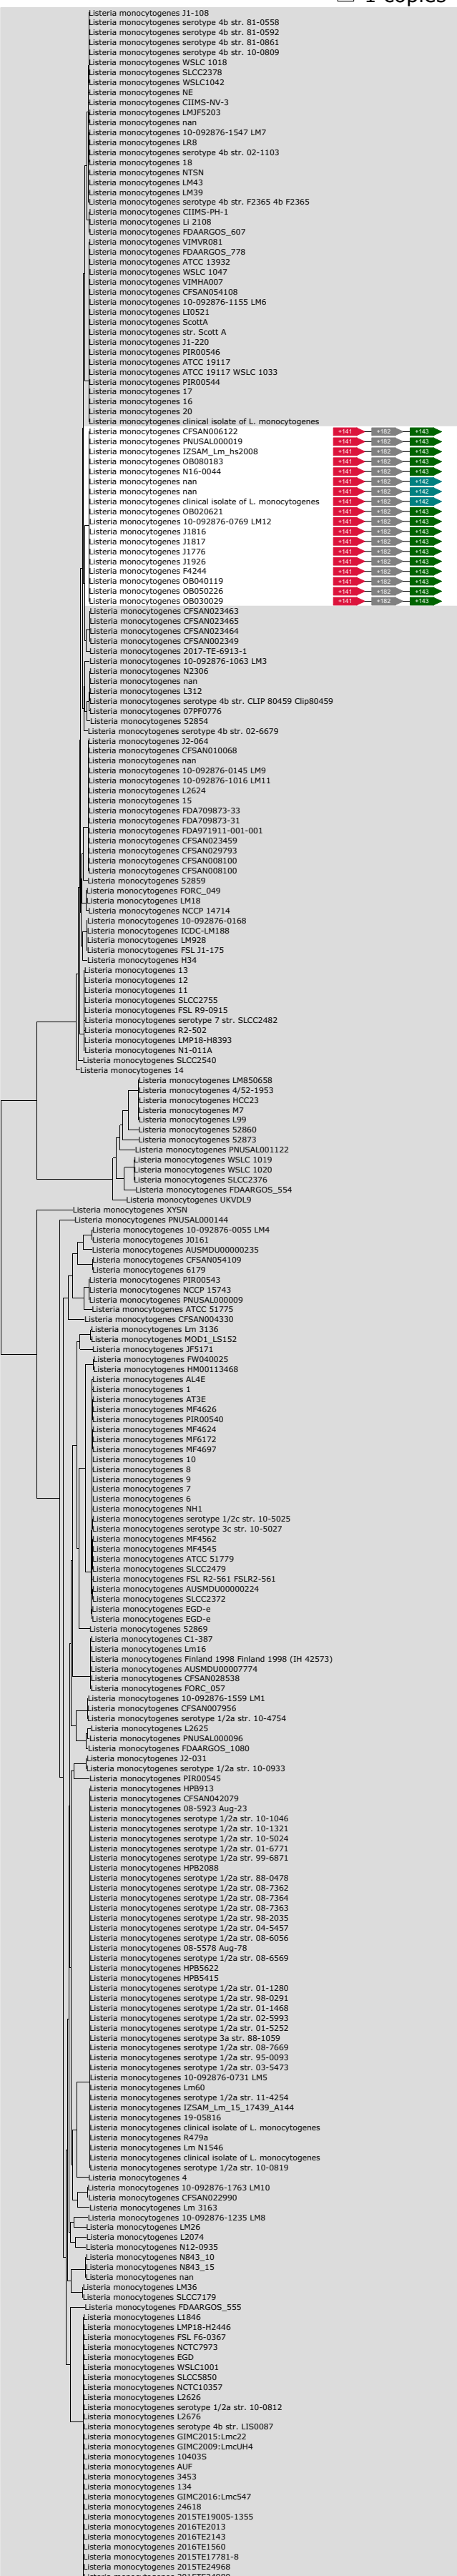 1 copies
Listeria monocytogenes J1-108
Listeria monocytogenes serotype 4b str. 81-0558
Listeria monocytogenes serotype 4b str. 81-0592
Listeria monocytogenes serotype 4b str. 81-0861
Listeria monocytogenes serotype 4b str. 10-0809
Listeria monocytogenes WSLC 1018
Listeria monocytogenes SLCC2378
Listeria monocytogenes WSLC1042
Listeria monocytogenes NE
Listeria monocytogenes CIIMS-NV-3
Listeria monocytogenes LMJF5203
Listeria monocytogenes nan
Listeria monocytogenes 10-092876-1547 LM7
Listeria monocytogenes LR8
Listeria monocytogenes serotype 4b str. 02-1103
Listeria monocytogenes 18
Listeria monocytogenes NTSN
Listeria monocytogenes LM43
Listeria monocytogenes LM39
Listeria monocytogenes serotype 4b str. F2365 4b F2365
Listeria monocytogenes CIIMS-PH-1
Listeria monocytogenes Li 2108
Listeria monocytogenes FDAARGOS_607
Listeria monocytogenes VIMVR081
Listeria monocytogenes FDAARGOS_778
Listeria monocytogenes ATCC 13932
Listeria monocytogenes WSLC 1047
Listeria monocytogenes VIMHA007
Listeria monocytogenes CFSAN054108
Listeria monocytogenes 10-092876-1155 LM6
Listeria monocytogenes LI0521
Listeria monocytogenes ScottA
Listeria monocytogenes str. Scott A
Listeria monocytogenes J1-220
Listeria monocytogenes PIR00546
Listeria monocytogenes ATCC 19117
Listeria monocytogenes ATCC 19117 WSLC 1033
Listeria monocytogenes PIR00544
Listeria monocytogenes 17
Listeria monocytogenes 16
Listeria monocytogenes 20
Listeria monocytogenes clinical isolate of L. monocytogenes
Listeria monocytogenes CFSAN006122 +141 +182 +143
Listeria monocytogenes PNUSAL000019 +141 +182 +143
Listeria monocytogenes IZSAM_Lm_hs2008 +141 +182 +143
Listeria monocytogenes OB080183 +141 +182 +143
Listeria monocytogenes N16-0044 +141 +182 +143
Listeria monocytogenes nan +141 +182 +142
Listeria monocytogenes nan +141 +182 +142
Listeria monocytogenes clinical isolate of L. monocytogenes +141 +182 +142
Listeria monocytogenes OB020621 +141 +182 +143
Listeria monocytogenes 10-092876-0769 LM12 +141 +182 +143
Listeria monocytogenes J1816 +141 +182 +143
Listeria monocytogenes J1817 +141 +182 +143
Listeria monocytogenes J1776 +141 +182 +143
Listeria monocytogenes J1926 +141 +182 +143
Listeria monocytogenes F4244 +141 +182 +143
Listeria monocytogenes OB040119 +141 +182 +143
Listeria monocytogenes OB050226 +141 +182 +143
Listeria monocytogenes OB030029 +141 +182 +143
Listeria monocytogenes CFSAN023463
Listeria monocytogenes CFSAN023465
Listeria monocytogenes CFSAN023464
Listeria monocytogenes CFSAN002349
Listeria monocytogenes 2017-TE-6913-1
Listeria monocytogenes 10-092876-1063 LM3
Listeria monocytogenes N2306
Listeria monocytogenes nan
Listeria monocytogenes L312
Listeria monocytogenes serotype 4b str. CLIP 80459 Clip80459
Listeria monocytogenes 07PF0776
Listeria monocytogenes 52854
Listeria monocytogenes serotype 4b str. 02-6679
Listeria monocytogenes J2-064
Listeria monocytogenes CFSAN010068
Listeria monocytogenes nan
Listeria monocytogenes 10-092876-0145 LM9
Listeria monocytogenes 10-092876-1016 LM11
Listeria monocytogenes L2624
Listeria monocytogenes 15
Listeria monocytogenes FDA709873-33
Listeria monocytogenes FDA709873-31
Listeria monocytogenes FDA971911-001-001
Listeria monocytogenes CFSAN023459
Listeria monocytogenes CFSAN029793
Listeria monocytogenes CFSAN008100
Listeria monocytogenes CFSAN008100
Listeria monocytogenes 52859
Listeria monocytogenes FORC_049
Listeria monocytogenes LM18
Listeria monocytogenes NCCP 14714
Listeria monocytogenes 10-092876-0168
Listeria monocytogenes ICDC-LM188
Listeria monocytogenes LM928
Listeria monocytogenes FSL J1-175
Listeria monocytogenes H34
Listeria monocytogenes 13
Listeria monocytogenes 12
Listeria monocytogenes 11
Listeria monocytogenes SLCC2755
Listeria monocytogenes FSL R9-0915
Listeria monocytogenes serotype 7 str. SLCC2482
Listeria monocytogenes R2-502
Listeria monocytogenes LMP18-H8393
Listeria monocytogenes N1-011A
Listeria monocytogenes SLCC2540
Listeria monocytogenes 14
Listeria monocytogenes LM850658
Listeria monocytogenes 4/52-1953
Listeria monocytogenes HCC23
Listeria monocytogenes M7
Listeria monocytogenes L99
Listeria monocytogenes 52860
Listeria monocytogenes 52873
Listeria monocytogenes PNUSAL001122
Listeria monocytogenes WSLC 1019
Listeria monocytogenes WSLC 1020
Listeria monocytogenes SLCC2376
Listeria monocytogenes FDAARGOS_554
Listeria monocytogenes UKVDL9
Listeria monocytogenes XYSN
Listeria monocytogenes PNUSAL000144
Listeria monocytogenes 10-092876-0055 LM4
Listeria monocytogenes J0161
Listeria monocytogenes AUSMDU00000235
Listeria monocytogenes CFSAN054109
Listeria monocytogenes 6179
Listeria monocytogenes PIR00543
Listeria monocytogenes NCCP 15743
Listeria monocytogenes PNUSAL000009
Listeria monocytogenes ATCC 51775
Listeria monocytogenes CFSAN004330
Listeria monocytogenes Lm 3136
Listeria monocytogenes MOD1_LS152
Listeria monocytogenes JF5171
Listeria monocytogenes FW040025
Listeria monocytogenes HM00113468
Listeria monocytogenes AL4E
Listeria monocytogenes 1
Listeria monocytogenes AT3E
Listeria monocytogenes MF4626
Listeria monocytogenes PIR00540
Listeria monocytogenes MF4624
Listeria monocytogenes MF6172
Listeria monocytogenes MF4697
Listeria monocytogenes 10
Listeria monocytogenes 8
Listeria monocytogenes 9
Listeria monocytogenes 7
Listeria monocytogenes 6
Listeria monocytogenes NH1
Listeria monocytogenes serotype 1/2c str. 10-5025
Listeria monocytogenes serotype 3c str. 10-5027
Listeria monocytogenes MF4562
Listeria monocytogenes MF4545
Listeria monocytogenes ATCC 51779
Listeria monocytogenes SLCC2479
Listeria monocytogenes FSL R2-561 FSLR2-561
Listeria monocytogenes AUSMDU00000224
Listeria monocytogenes SLCC2372
Listeria monocytogenes EGD-e
Listeria monocytogenes EGD-e
Listeria monocytogenes 52869
Listeria monocytogenes C1-387
Listeria monocytogenes Lm16
Listeria monocytogenes Finland 1998 Finland 1998 (IH 42573)
Listeria monocytogenes AUSMDU00007774
Listeria monocytogenes CFSAN028538
Listeria monocytogenes FORC_057
Listeria monocytogenes 10-092876-1559 LM1
Listeria monocytogenes CFSAN007956
Listeria monocytogenes serotype 1/2a str. 10-4754
Listeria monocytogenes L2625
Listeria monocytogenes PNUSAL000096
Listeria monocytogenes FDAARGOS_1080
Listeria monocytogenes J2-031
Listeria monocytogenes serotype 1/2a str. 10-0933
Listeria monocytogenes PIR00545
Listeria monocytogenes HPB913
Listeria monocytogenes CFSAN042079
Listeria monocytogenes 08-5923 Aug-23
Listeria monocytogenes serotype 1/2a str. 10-1046
Listeria monocytogenes serotype 1/2a str. 10-1321
Listeria monocytogenes serotype 1/2a str. 10-5024
Listeria monocytogenes serotype 1/2a str. 01-6771
Listeria monocytogenes serotype 1/2a str. 99-6871
Listeria monocytogenes HPB2088
Listeria monocytogenes serotype 1/2a str. 88-0478
Listeria monocytogenes serotype 1/2a str. 08-7362
Listeria monocytogenes serotype 1/2a str. 08-7364
Listeria monocytogenes serotype 1/2a str. 08-7363
Listeria monocytogenes serotype 1/2a str. 98-2035
Listeria monocytogenes serotype 1/2a str. 04-5457
Listeria monocytogenes serotype 1/2a str. 08-6056
Listeria monocytogenes 08-5578 Aug-78
Listeria monocytogenes serotype 1/2a str. 08-6569
Listeria monocytogenes HPB5622
Listeria monocytogenes HPB5415
Listeria monocytogenes serotype 1/2a str. 01-1280
Listeria monocytogenes serotype 1/2a str. 98-0291
Listeria monocytogenes serotype 1/2a str. 01-1468
Listeria monocytogenes serotype 1/2a str. 02-5993
Listeria monocytogenes serotype 1/2a str. 01-5252
Listeria monocytogenes serotype 3a str. 88-1059
Listeria monocytogenes serotype 1/2a str. 08-7669
Listeria monocytogenes serotype 1/2a str. 95-0093
Listeria monocytogenes serotype 1/2a str. 03-5473
Listeria monocytogenes 10-092876-0731 LM5
Listeria monocytogenes Lm60
Listeria monocytogenes serotype 1/2a str. 11-4254
Listeria monocytogenes IZSAM_Lm_15_17439_A144
Listeria monocytogenes 19-05816
Listeria monocytogenes clinical isolate of L. monocytogenes
Listeria monocytogenes R479a
Listeria monocytogenes Lm N1546
Listeria monocytogenes clinical isolate of L. monocytogenes
Listeria monocytogenes serotype 1/2a str. 10-0819
Listeria monocytogenes 4
Listeria monocytogenes 10-092876-1763 LM10
Listeria monocytogenes CFSAN022990
Listeria monocytogenes Lm 3163
Listeria monocytogenes 10-092876-1235 LM8
Listeria monocytogenes LM26
Listeria monocytogenes L2074
Listeria monocytogenes N12-0935
Listeria monocytogenes N843_10
Listeria monocytogenes N843_15
Listeria monocytogenes nan
Listeria monocytogenes LM36
Listeria monocytogenes SLCC7179
Listeria monocytogenes FDAARGOS_555
Listeria monocytogenes L1846
Listeria monocytogenes LMP18-H2446
Listeria monocytogenes FSL F6-0367
Listeria monocytogenes NCTC7973
Listeria monocytogenes EGD
Listeria monocytogenes WSLC1001
Listeria monocytogenes SLCC5850
Listeria monocytogenes NCTC10357
Listeria monocytogenes L2626
Listeria monocytogenes serotype 1/2a str. 10-0812
Listeria monocytogenes L2676
Listeria monocytogenes serotype 4b str. LIS0087
Listeria monocytogenes GIMC2015:Lmc22
Listeria monocytogenes GIMC2009:LmcUH4
Listeria monocytogenes 10403S
Listeria monocytogenes AUF
Listeria monocytogenes 3453
Listeria monocytogenes 134
Listeria monocytogenes GIMC2016:Lmc547
Listeria monocytogenes 24618
Listeria monocytogenes 2015TE19005-1355
Listeria monocytogenes 2016TE2013
Listeria monocytogenes 2016TE2143
Listeria monocytogenes 2016TE1560
Listeria monocytogenes 2015TE17781-8
Listeria monocytogenes 2015TE24968